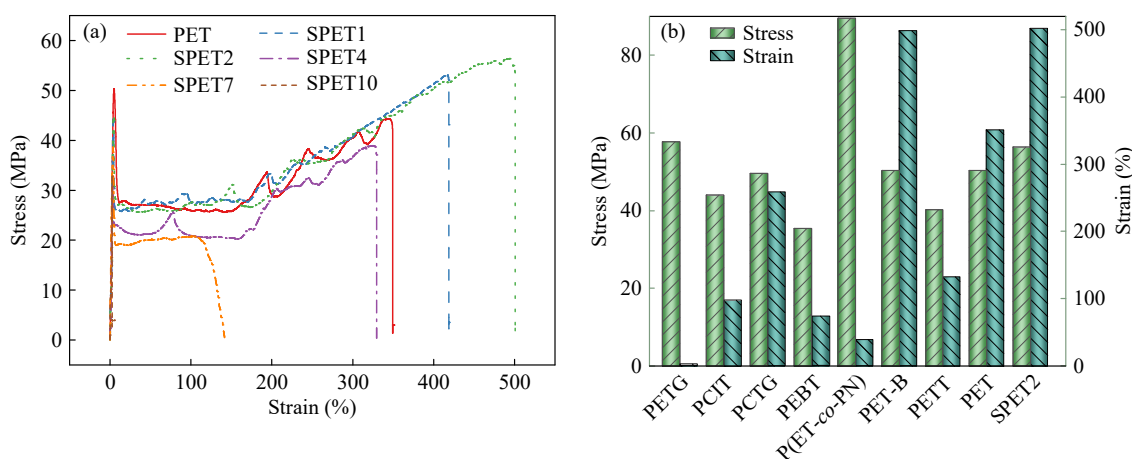 (a)
PET
SPET1
SPET2
SPET4
SPET7
SPET10
60
50
40
30
20
10
0
Stress (MPa)
0
100
200
300
400
500
Strain (%)
(b)
Stress
Strain
80
60
40
20
0
Stress (MPa)
500
400
300
200
100
0
Strain (%)
PETG
PCIT
PCTG
PEBT
P(ET-co-PN)
PET-B
PETT
PET
SPET2